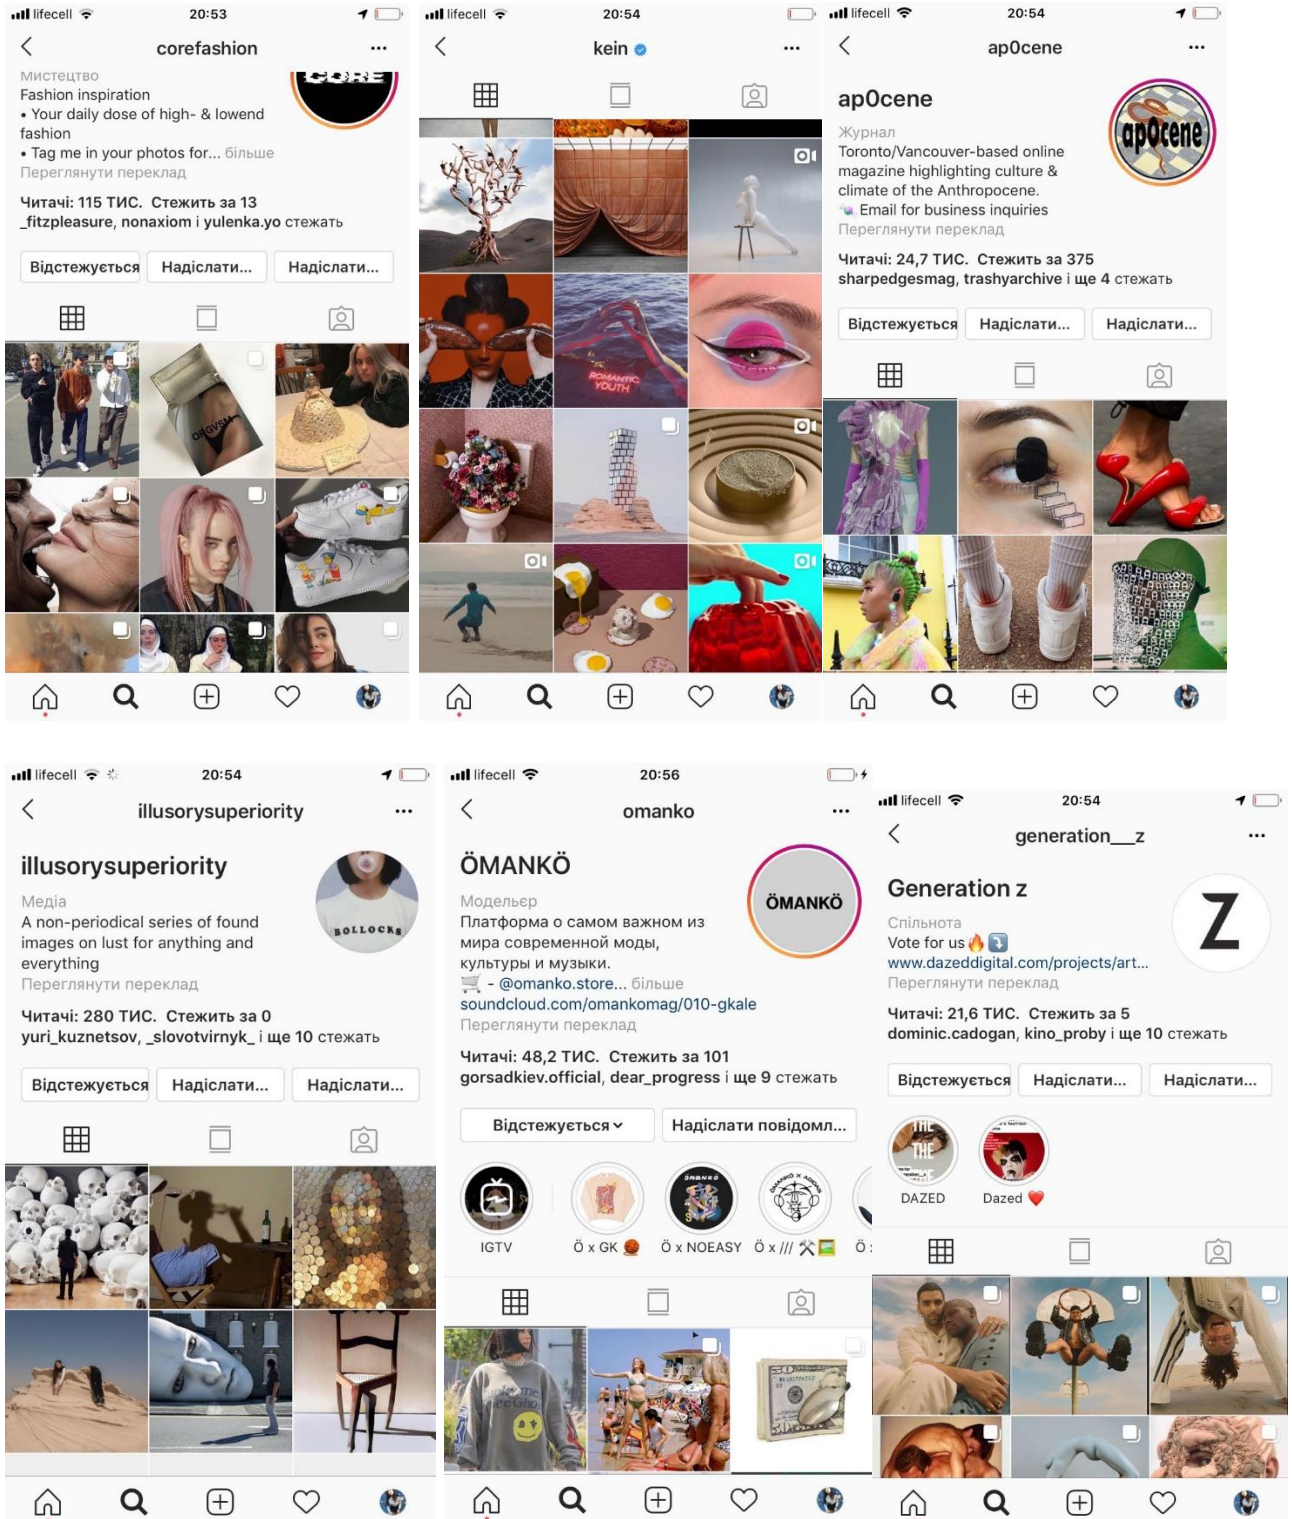 lifecell 20:53
corefashion
Мистецтво
Fashion inspiration
• Your daily dose of high- & lowend
fashion
• Tag me in your photos for... більше
Переглянути переклад
Читачі: 115 ТИС. Стежить за 13
_fitzpleasure, nonaxiom і yulenka.yo стежать
Відстежується Надіслати... Надіслати...
CORE
ORGVSM
lifecell 20:54
kein
ROMANTIC
YOUTH
lifecell 20:54
ap0cene
ap0cene
Журнал
Toronto/Vancouver-based online
magazine highlighting culture &
climate of the Anthropocene.
Email for business inquiries
Переглянути переклад
ap0cene
Читачі: 24,7 ТИС. Стежить за 375
sharpedgesmag, trashyarchive і ще 4 стежать
Відстежується Надіслати... Надіслати...
lifecell 20:54
illusorysuperiority
illusorysuperiority
Медіа
A non-periodical series of found
images on lust for anything and
everything
Переглянути переклад
BOLLOCKS
Читачі: 280 ТИС. Стежить за 0
yuri_kuznetsov, _slovotvirnyk_ і ще 10 стежать
Відстежується Надіслати... Надіслати...
lifecell 20:56
omanko
ÖMANKÖ
Модельєр
Платформа о самом важном из
мира современной моды,
культуры и музыки.
- @omanko.store... більше
soundcloud.com/omankomag/010-gkale
Переглянути переклад
ÖMANKÖ
Читачі: 48,2 ТИС. Стежить за 101
gorsadkiev.official, dear_progress і ще 9 стежать
Відстежується Надіслати повідомл...
IGTV Ö x GK Ö x NOEASY Ö x /// Ö x
lifecell 20:54
generation__z
Generation z
Спільнота
Vote for us
www.dazeddigital.com/projects/art...
Переглянути переклад
Z
Читачі: 21,6 ТИС. Стежить за 5
dominic.cadogan, kino_proby і ще 10 стежать
Відстежується Надіслати... Надіслати...
THE
THE
DAZED Dazed